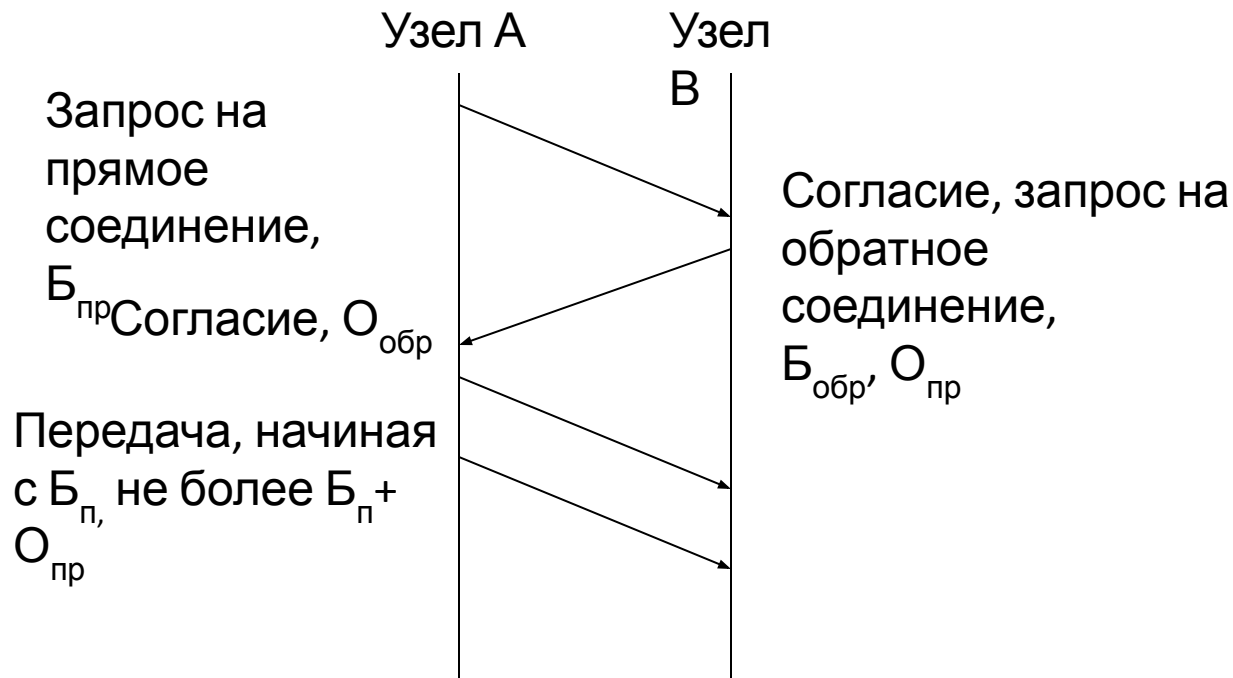 Узел А
Узел
В
Запрос на
прямое
соединение,
Бпр
Согласие, Ообр
Передача, начиная
с Бп, не более Бп+
Опр
Согласие, запрос на
обратное
соединение,
Бобр, Опр